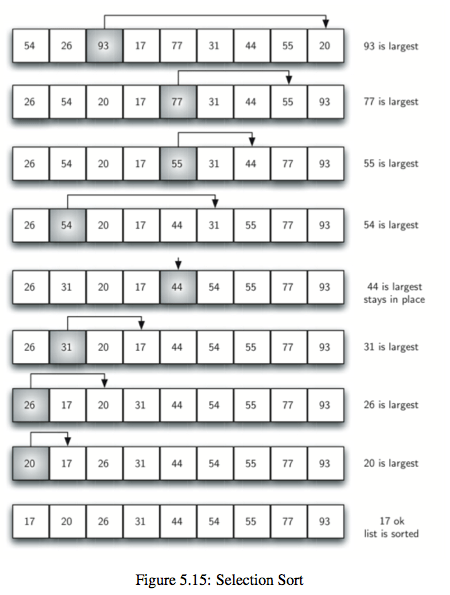 54 26 93 17 77 31 44 55 20 93 is largest
26 54 20 17 77 31 44 55 93 77 is largest
26 54 20 17 55 31 44 77 93 55 is largest
26 54 20 17 44 31 55 77 93 54 is largest
26 31 20 17 44 54 55 77 93 44 is largest
stays in place
26 31 20 17 44 54 55 77 93 31 is largest
26 17 20 31 44 54 55 77 93 26 is largest
20 17 26 31 44 54 55 77 93 20 is largest
17 20 26 31 44 54 55 77 93 17 ok
list is sorted
Figure 5.15: Selection Sort